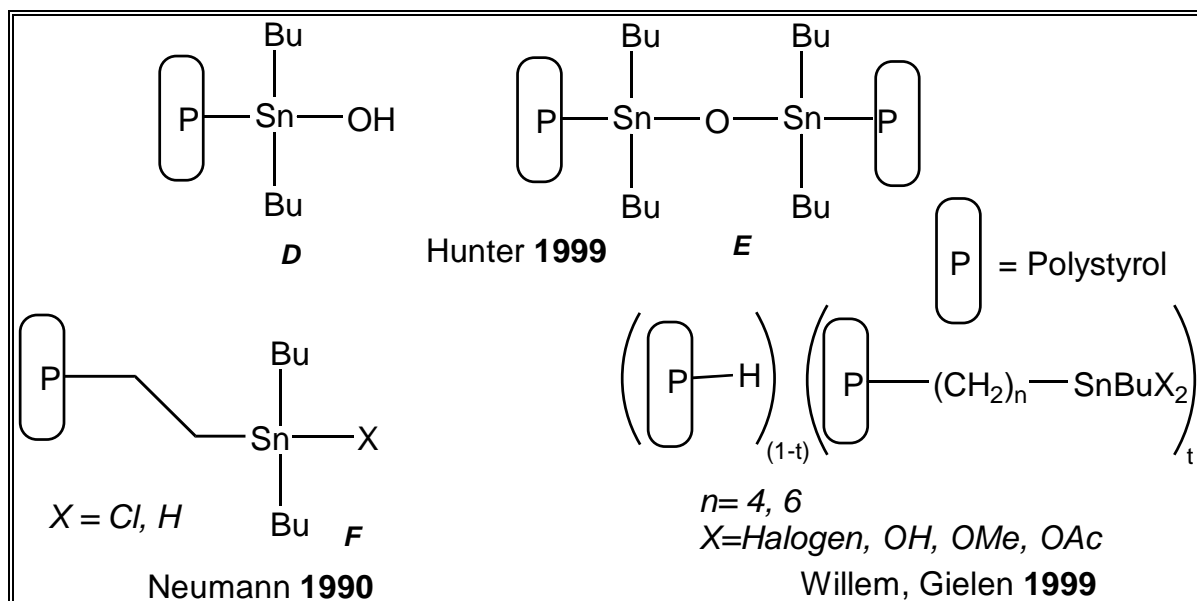 Bu
P Sn OH
Bu
D
Bu Bu
P Sn O Sn P
Bu Bu
E
Hunter 1999
P = Polystyrol
P Bu
Sn X
Bu
X = Cl, H
F
Neumann 1990
( P H )(1-t) ( P (CH2)n SnBuX2 )t
n= 4, 6
X=Halogen, OH, OMe, OAc
Willem, Gielen 1999